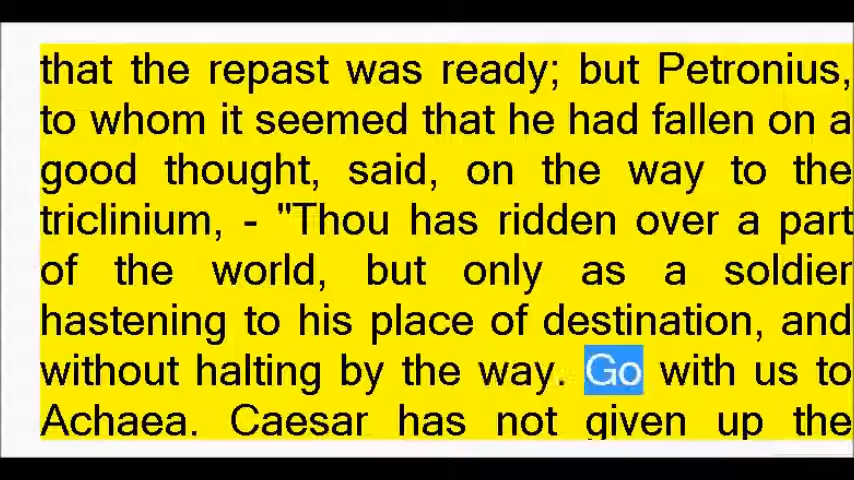 that the repast was ready; but Petronius,
to whom it seemed that he had fallen on a
good thought, said, on the way to the
triclinium, - "Thou has ridden over a part
of the world, but only as a soldier
hastening to his place of destination, and
without halting by the way. Go with us to
Achaea. Caesar has not given up the